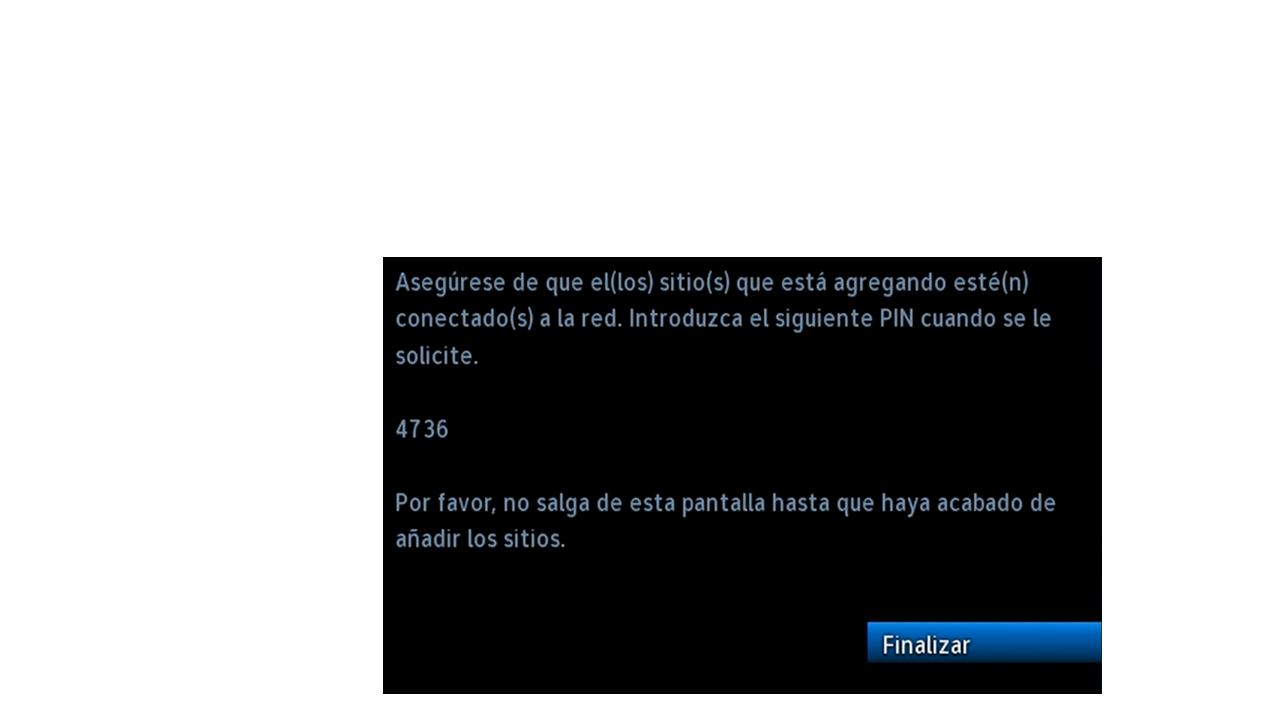 Asegúrese de que el(los) sitio(s) que está agregando esté(n)
conectado(s) a la red. Introduzca el siguiente PIN cuando se le
solicite.
4736
Por favor, no salga de esta pantalla hasta que haya acabado de
añadir los sitios.
Finalizar